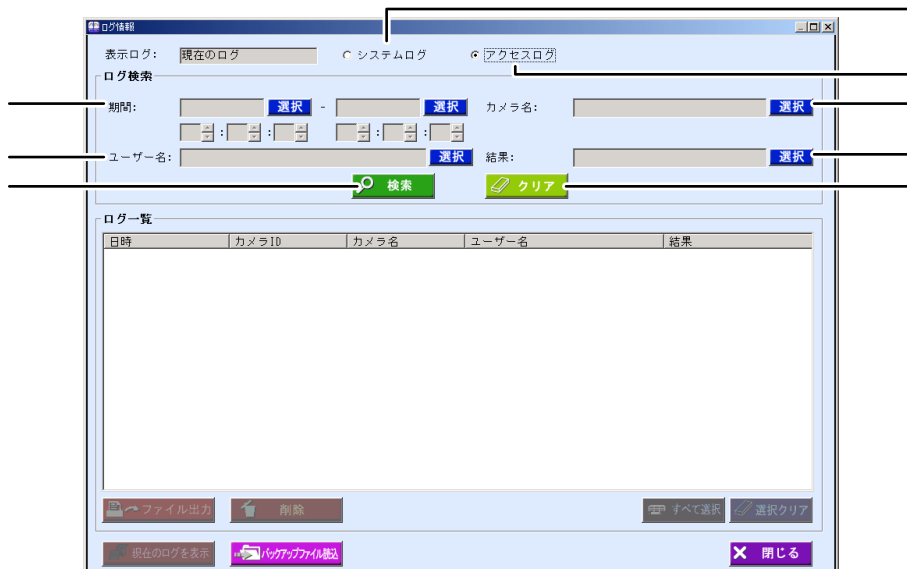 ログ情報
表示ログ: 現在のログ システムログ アクセスログ
ログ検索
期間: 選択 - 選択 カメラ名: 選択
: : : :
ユーザー名: 選択 結果: 選択
検索 クリア
ログ一覧
日時 カメラID カメラ名 ユーザー名 結果
ファイル出力 削除 すべて選択 選択クリア
現在のログを表示 バックアップファイル読込 閉じる